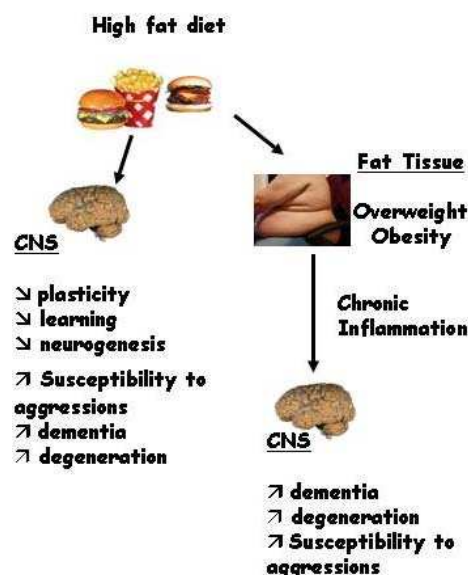 High fat diet
Fat Tissue
Overweight
Obesity
CNS
↘ plasticity
↘ learning
↘ neurogenesis
↗ Susceptibility to
aggressions
↗ dementia
↗ degeneration
Chronic
Inflammation
CNS
↗ dementia
↗ degeneration
↗ Susceptibility to
aggressions